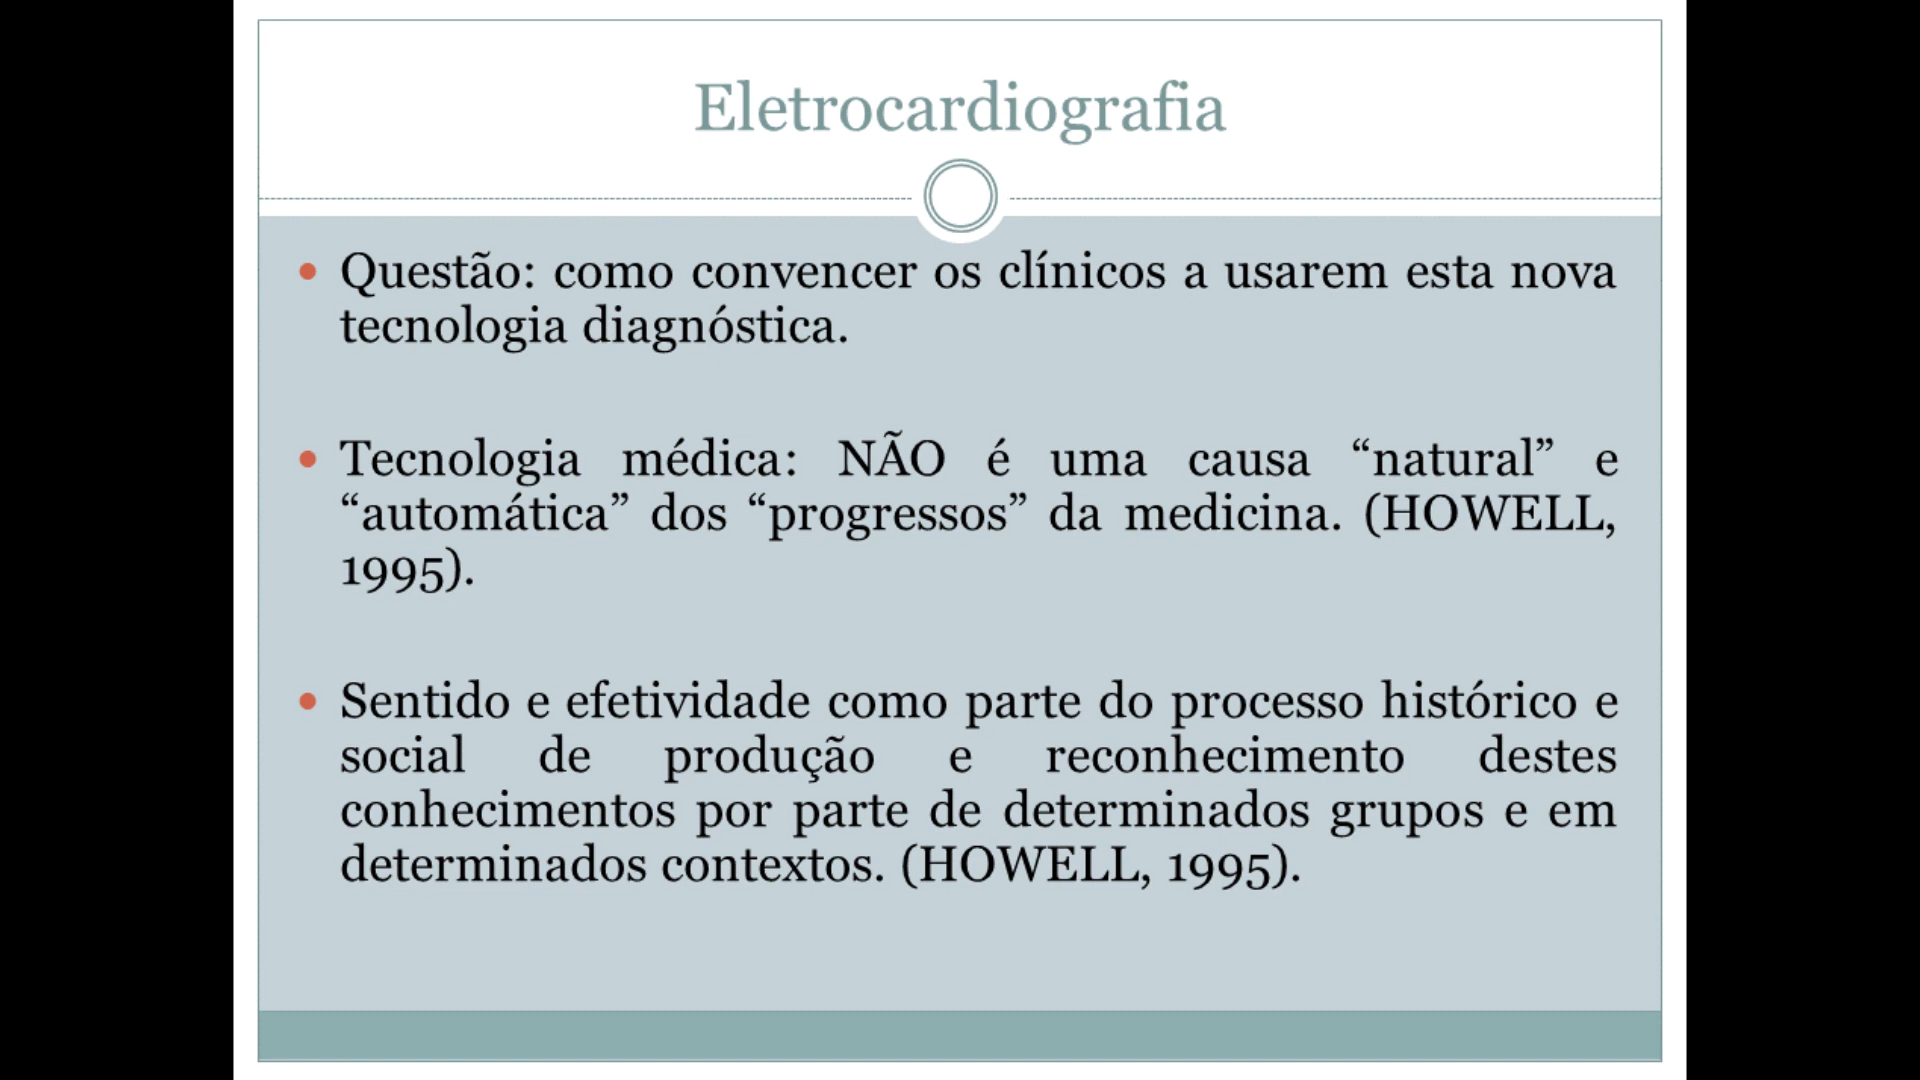 Eletrocardiografia
• Questão: como convencer os clínicos a usarem esta nova
tecnologia diagnóstica.
• Tecnologia médica: NÃO é uma causa “natural” e
“automática” dos “progressos” da medicina. (HOWELL,
1995).
• Sentido e efetividade como parte do processo histórico e
social de produção e reconhecimento destes
conhecimentos por parte de determinados grupos e em
determinados contextos. (HOWELL, 1995).